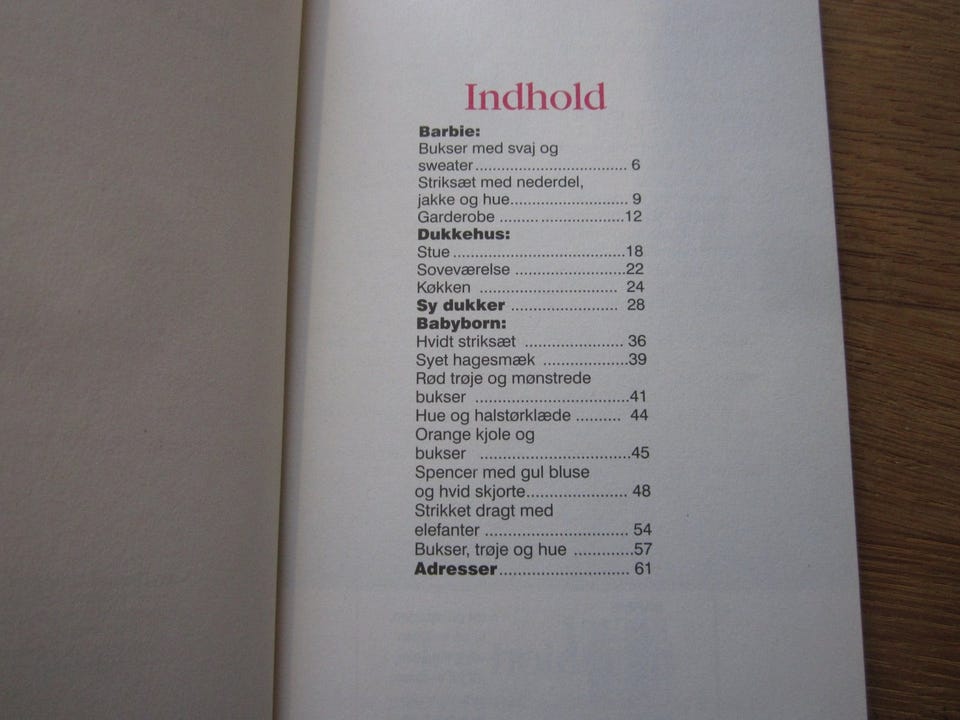 Indhold
Barbie:
Bukser med svaj og
sweater.................................... 6
Striksæt med nederdel,
jakke og hue............................ 9
Garderobe ..............................12
Dukkehus:
Stue.........................................18
Soveværelse ..........................22
Køkken ................................. 24
Sy dukker ......................... 28
Babyborn:
Hvidt striksæt ....................... 36
Syet hagesmæk ....................39
Rød trøje og mønstrede
bukser .....................................41
Hue og halstørklæde .......... 44
Orange kjole og
bukser ....................................45
Spencer med gul bluse
og hvid skjorte........................ 48
Strikket dragt med
elefanter .................................. 54
Bukser, trøje og hue .............57
Adresser............................... 61